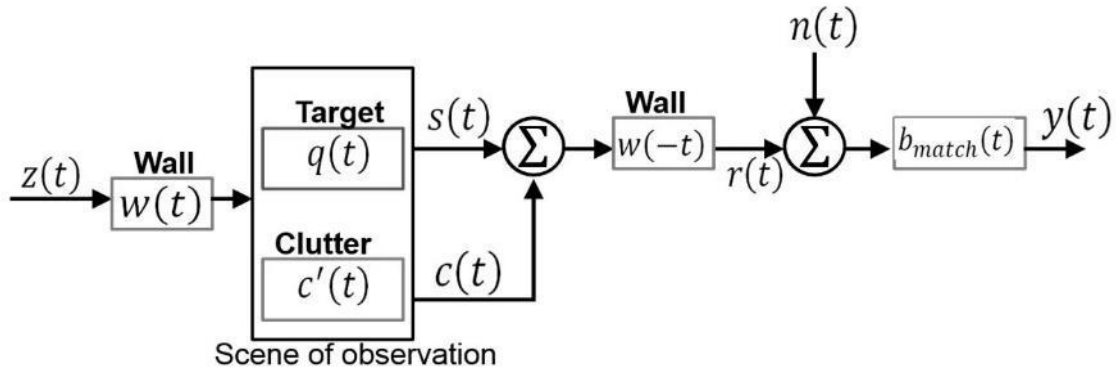 z(t)
Wall
w(t)
Target
q(t)
Clutter
c'(t)
Scene of observation
s(t)
c(t)
Σ
Wall
w(−t)
r(t)
n(t)
Σ
b_match(t)
y(t)